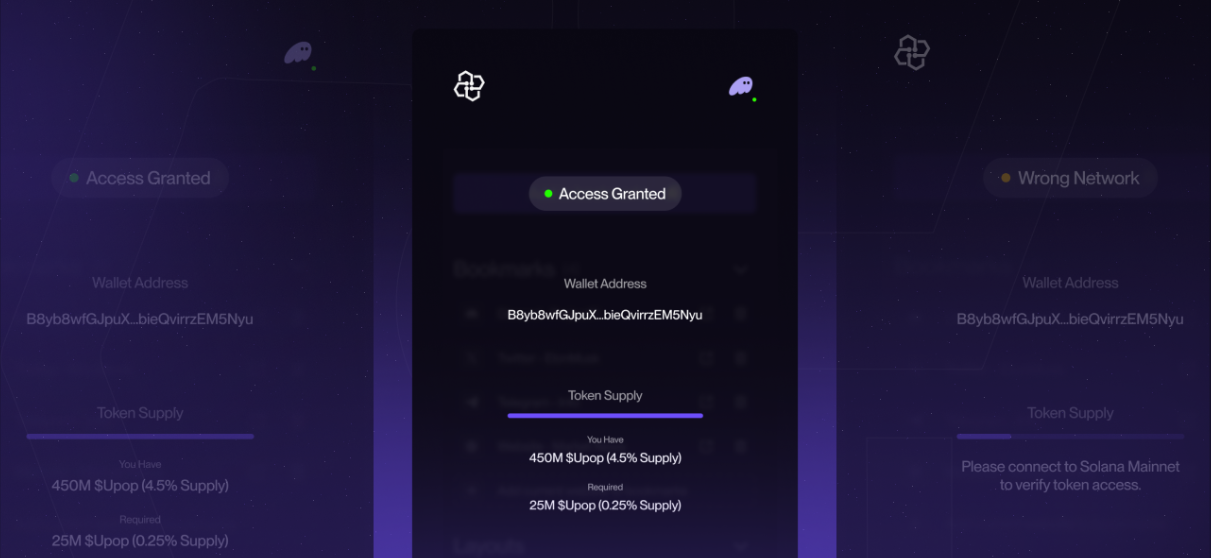 Access Granted
Wallet Address
B8yb8wfGJpuX...bieQvirrzEM5Nyu
Token Supply
You Have
450M $Upop (4.5% Supply)
Required
25M $Upop (0.25% Supply)
Access Granted
Bookmarks
Wallet Address
B8yb8wfGJpuX...bieQvirrzEM5Nyu
Token Supply
You Have
450M $Upop (4.5% Supply)
Required
25M $Upop (0.25% Supply)
Layouts
Wrong Network
Wallet Address
B8yb8wfGJpuX...bieQvirrzEM5Nyu
Token Supply
Please connect to Solana Mainnet
to verify token access.